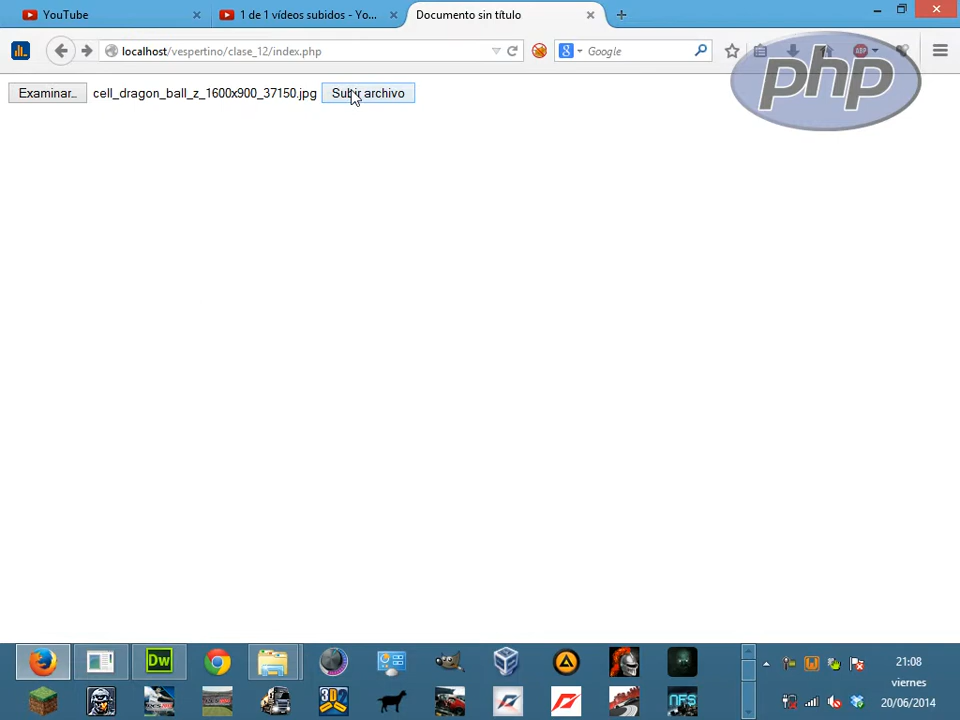 YouTube
1 de 1 vídeos subidos - Yo...
Documento sin título
localhost/vespertino/clase_12/index.php
Google
php
Examinar..
cell_dragon_ball_z_1600x900_37150.jpg
Subir archivo
Dw
21:08
viernes
20/06/2014